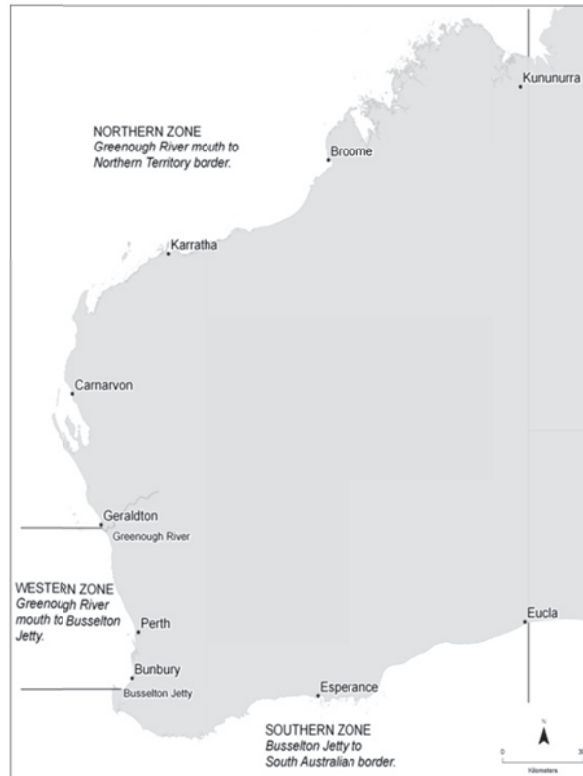 Kununurra
NORTHERN ZONE
Greenough River mouth to
Northern Territory border.
Broome
Karratha
Carnarvon
Geraldton
Greenough River
WESTERN ZONE
Greenough River
mouth to Busselton
Jetty.
Perth
Eucla
Bunbury
Busselton Jetty
Esperance
SOUTHERN ZONE
Busselton Jetty to
South Australian border.
N
0
Kilometers